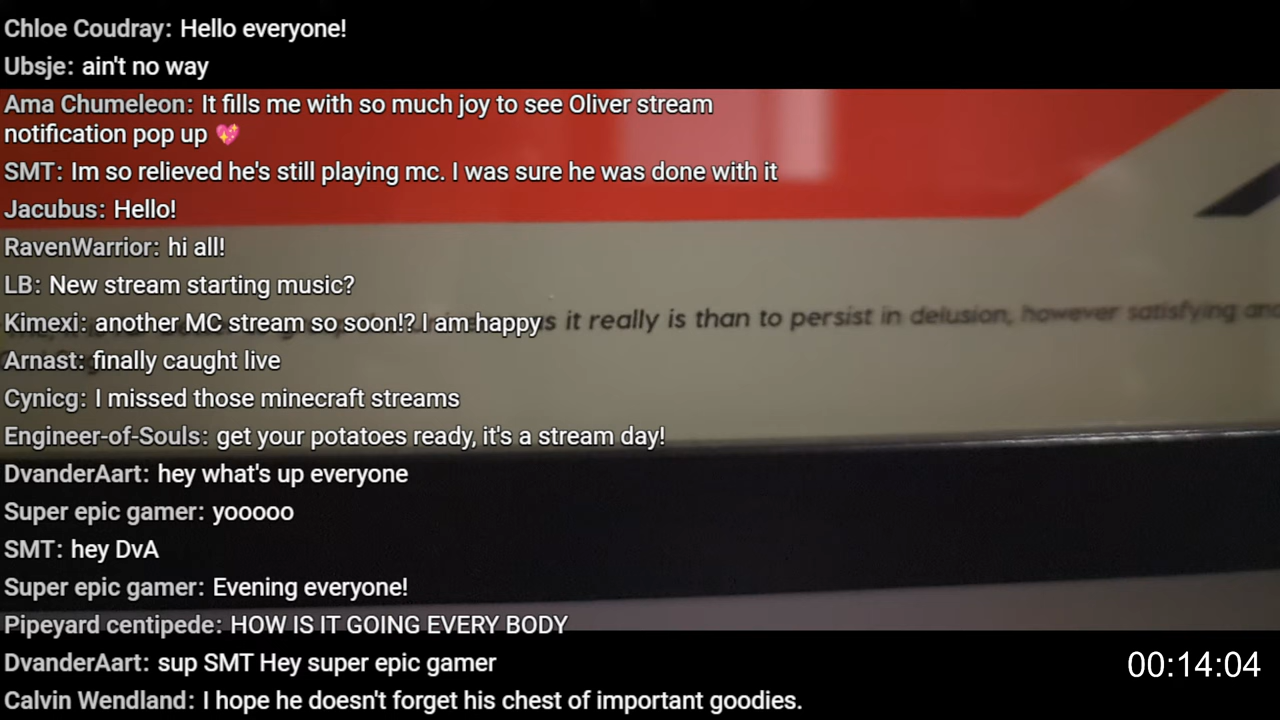 Chloe Coudray: Hello everyone!
Ubsje: ain't no way
Ama Chumeleon: It fills me with so much joy to see Oliver stream
notification pop up 💖
SMT: Im so relieved he's still playing mc. I was sure he was done with it
Jacubus: Hello!
RavenWarrior: hi all!
LB: New stream starting music?
Kimexi: another MC stream so soon!? I am happy
s it really is than to persist in delusion, however satisfying and
Arnast: finally caught live
Cynicg: I missed those minecraft streams
Engineer-of-Souls: get your potatoes ready, it's a stream day!
DvanderAart: hey what's up everyone
Super epic gamer: yooooo
SMT: hey DvA
Super epic gamer: Evening everyone!
Pipeyard centipede: HOW IS IT GOING EVERY BODY
DvanderAart: sup SMT Hey super epic gamer
00:14:04
Calvin Wendland: I hope he doesn't forget his chest of important goodies.